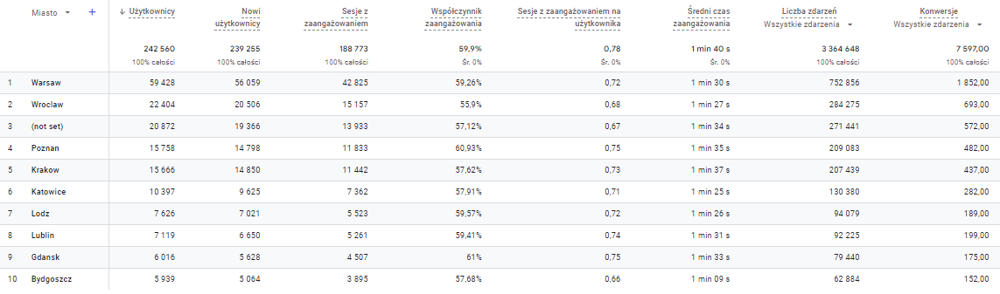 Miasto + ↓ Użytkownicy Nowi użytkownicy Sesje z zaangażowaniem Współczynnik zaangażowania Sesje z zaangażowaniem na użytkownika Średni czas zaangażowania Liczba zdarzeń Wszystkie zdarzenia Konwersje Wszystkie zdarzenia
242 560 239 255 188 773 59,9% 0,78 1 min 40 s 3 364 648 7 597,00
100% całości 100% całości 100% całości Śr. 0% Śr. 0% Śr. 0% 100% całości 100% całości
1 Warsaw 59 428 56 059 42 825 59,26% 0,72 1 min 30 s 752 856 1 852,00
2 Wroclaw 22 404 20 506 15 157 55,9% 0,68 1 min 27 s 284 275 693,00
3 (not set) 20 872 19 366 13 933 57,12% 0,67 1 min 34 s 271 441 572,00
4 Poznan 15 758 14 798 11 833 60,93% 0,75 1 min 35 s 209 083 482,00
5 Krakow 15 666 14 850 11 442 57,62% 0,73 1 min 37 s 207 439 437,00
6 Katowice 10 397 9 625 7 362 57,91% 0,71 1 min 25 s 130 380 282,00
7 Lodz 7 626 7 021 5 523 59,57% 0,72 1 min 26 s 94 079 189,00
8 Lublin 7 119 6 650 5 261 59,41% 0,74 1 min 31 s 92 225 199,00
9 Gdansk 6 016 5 628 4 507 61% 0,75 1 min 33 s 79 440 175,00
10 Bydgoszcz 5 939 5 064 3 895 57,68% 0,66 1 min 09 s 62 884 152,00